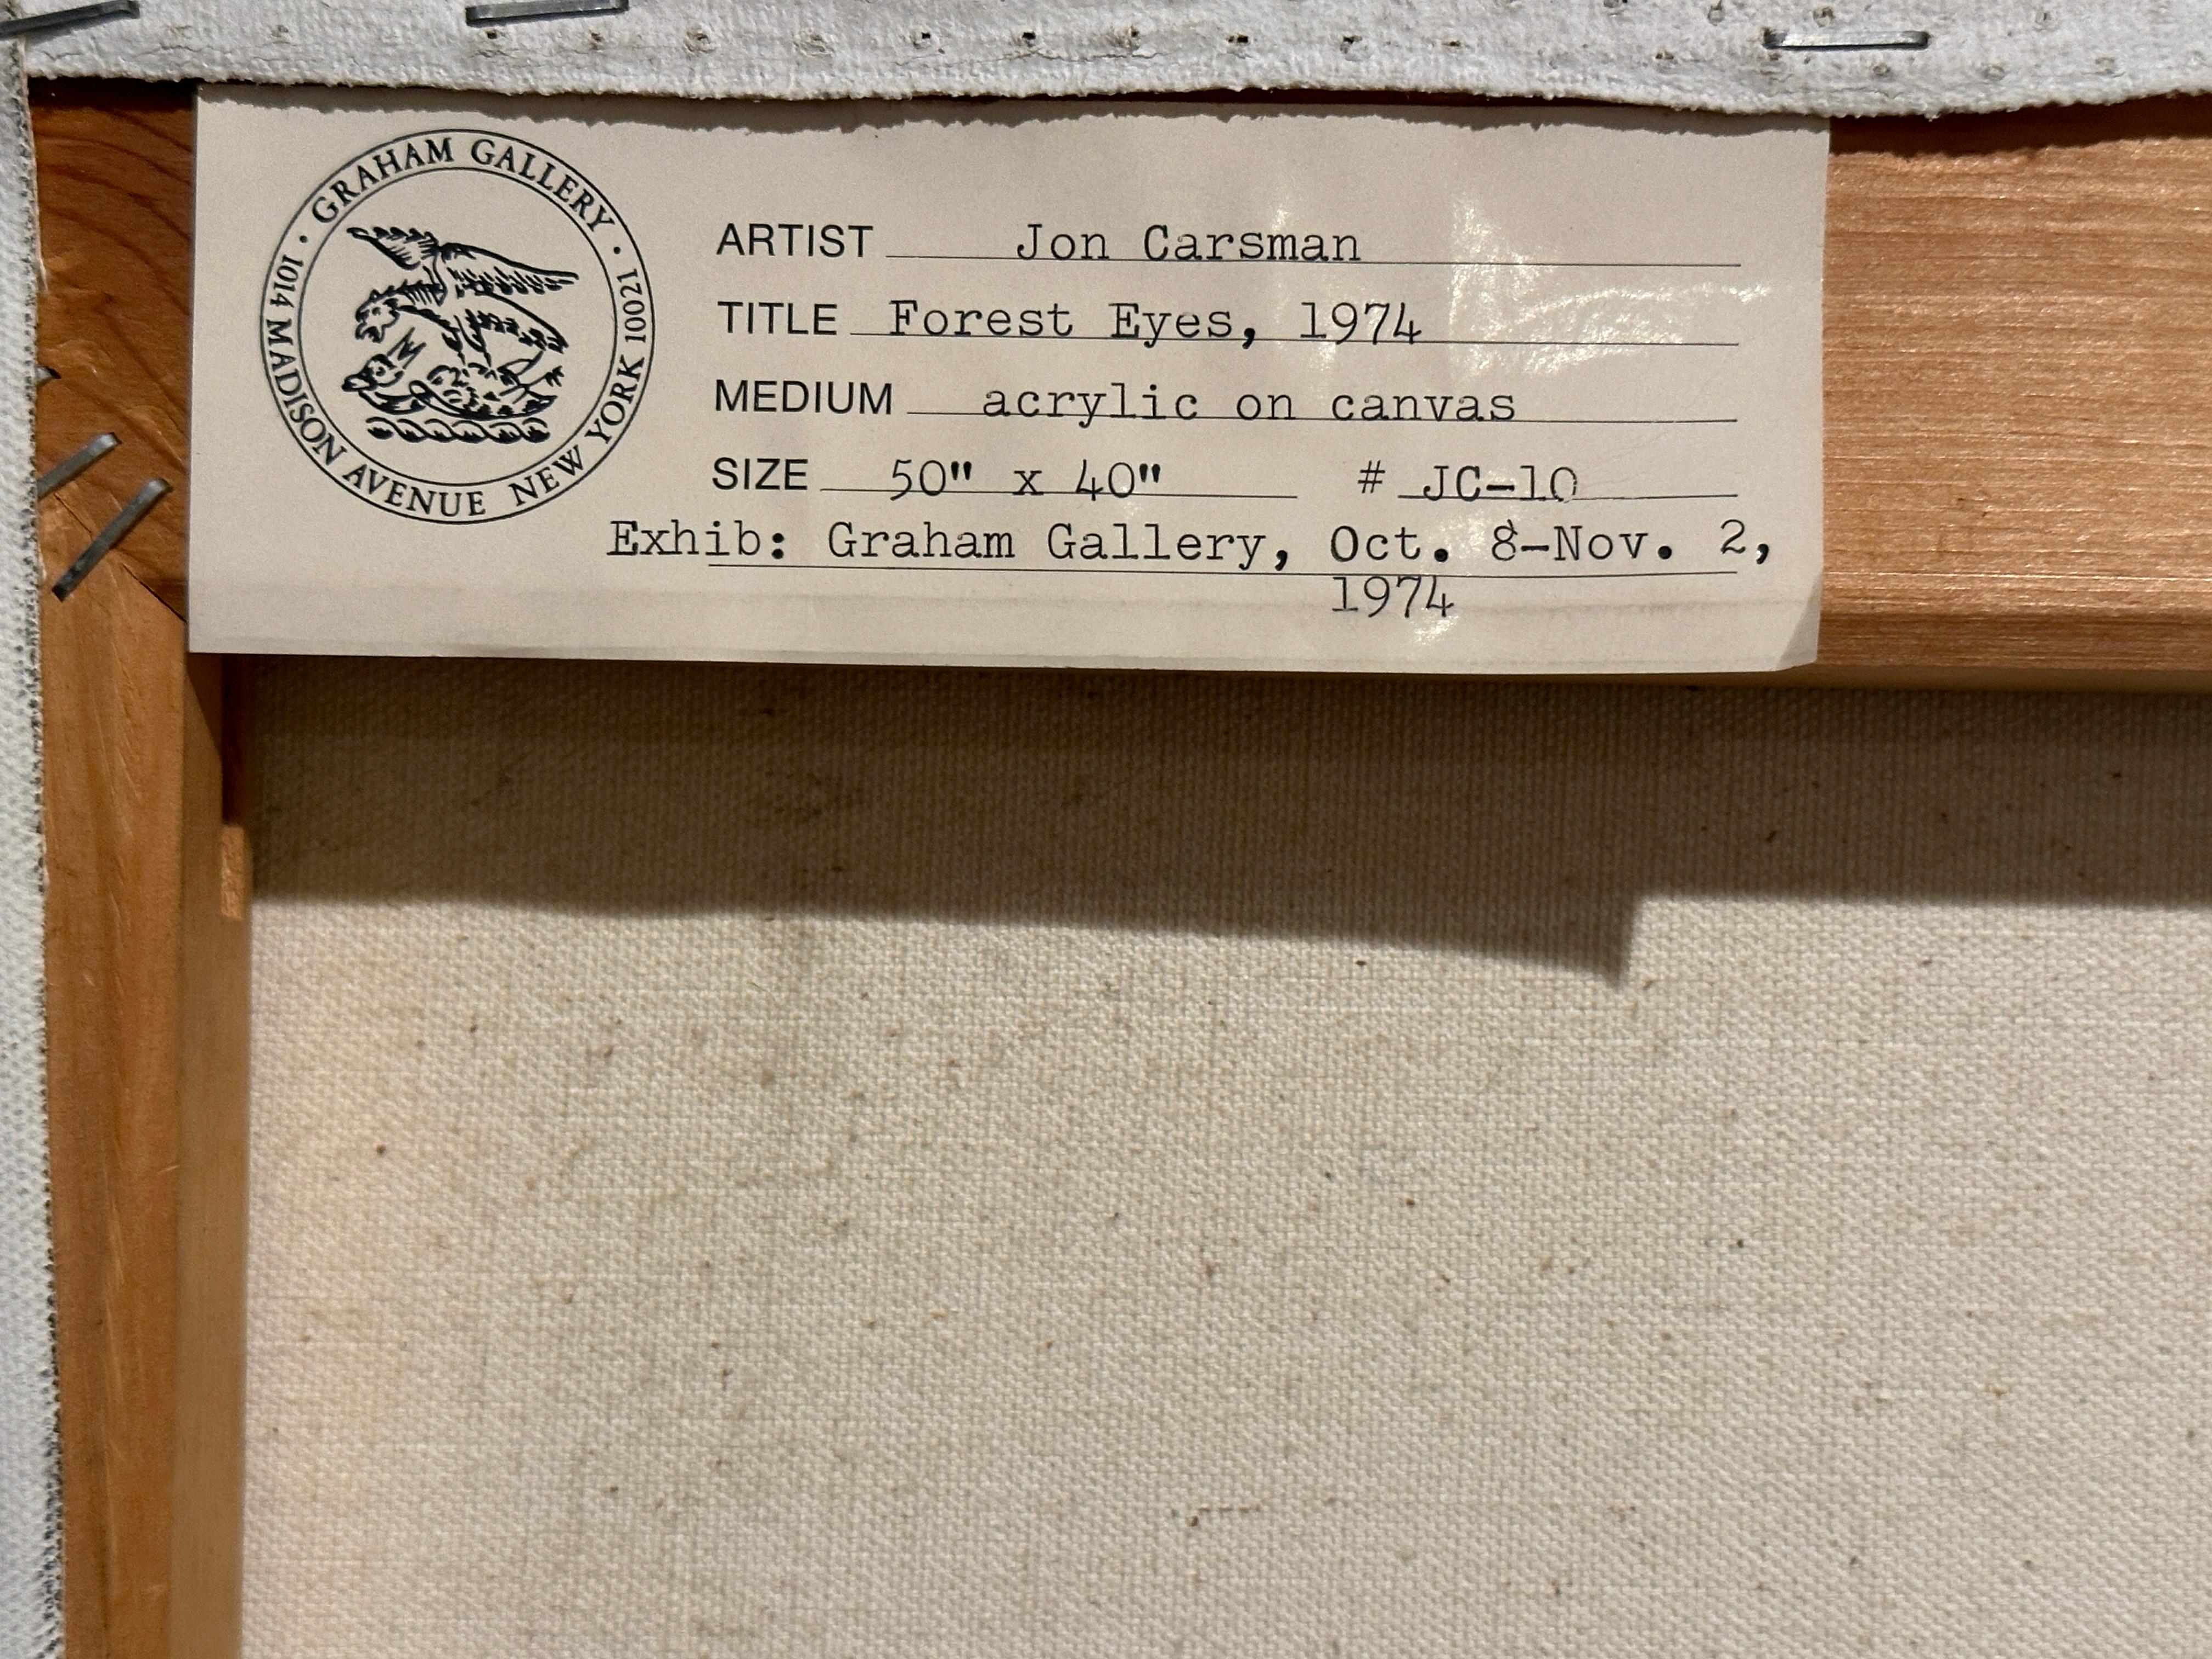 · GRAHAM GALLERY · 1014 MADISON AVENUE NEW YORK 10021
ARTIST Jon Carsman
TITLE Forest Eyes, 1974
MEDIUM acrylic on canvas
SIZE 50" x 40" # JC-10
Exhib: Graham Gallery, Oct. 8-Nov. 2,
1974